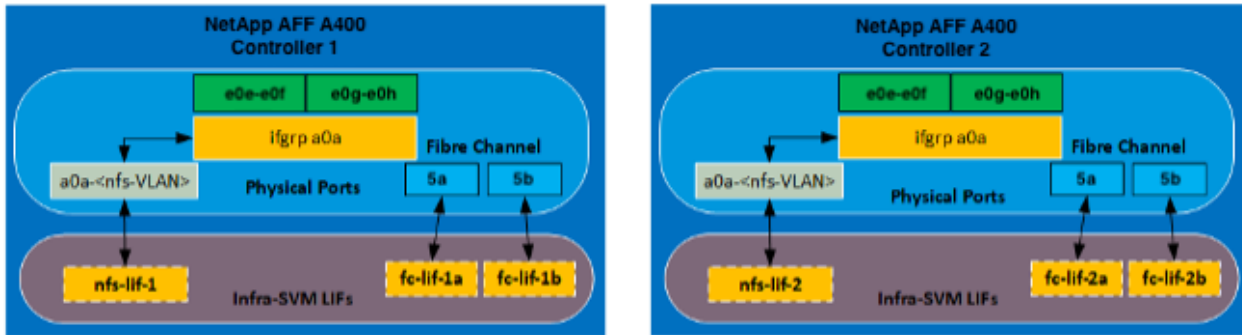 NetApp AFF A400
Controller 1
e0e-e0f
e0g-e0h
ifgrp a0a
Fibre Channel
a0a-<nfs-VLAN>
Physical Ports
5a
5b
nfs-lif-1
fc-lif-1a
fc-lif-1b
Infra-SVM LIFs
NetApp AFF A400
Controller 2
e0e-e0f
e0g-e0h
ifgrp a0a
Fibre Channel
a0a-<nfs-VLAN>
Physical Ports
5a
5b
nfs-lif-2
fc-lif-2a
fc-lif-2b
Infra-SVM LIFs